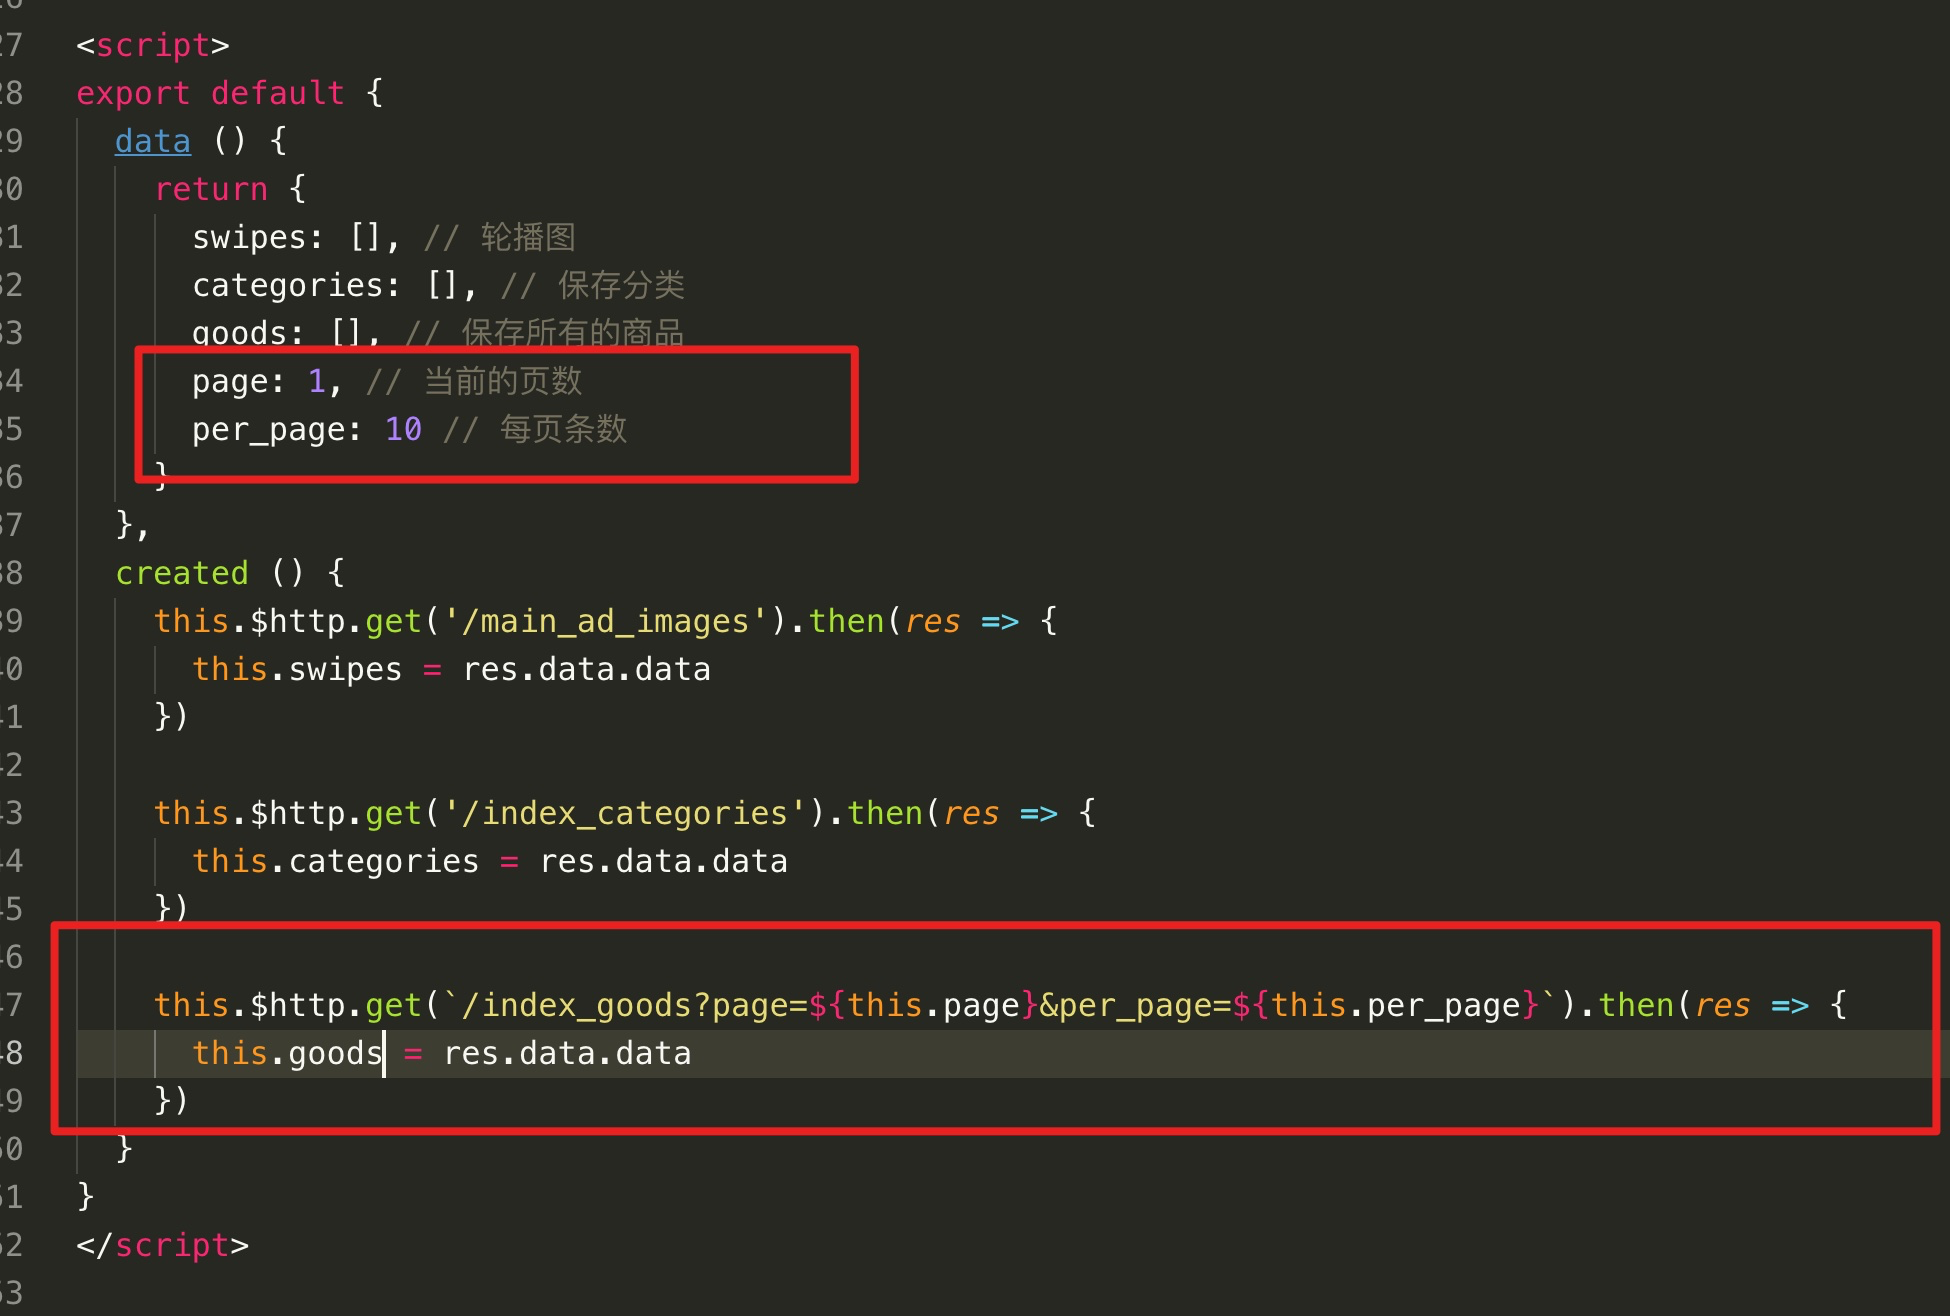 27 <script>
28 export default {
29 data () {
30 return {
31 swipes: [], // 轮播图
32 categories: [], // 保存分类
33 goods: [], // 保存所有的商品
34 page: 1, // 当前的页数
35 per_page: 10 // 每页条数
36 }
37 },
38 created () {
39 this.$http.get('/main_ad_images').then(res => {
40 this.swipes = res.data.data
41 })
42
43 this.$http.get('/index_categories').then(res => {
44 this.categories = res.data.data
45 })
46
47 this.$http.get(`/index_goods?page=${this.page}&per_page=${this.per_page}`).then(res => {
48 this.goods = res.data.data
49 })
50 }
51 }
52 </script>
53